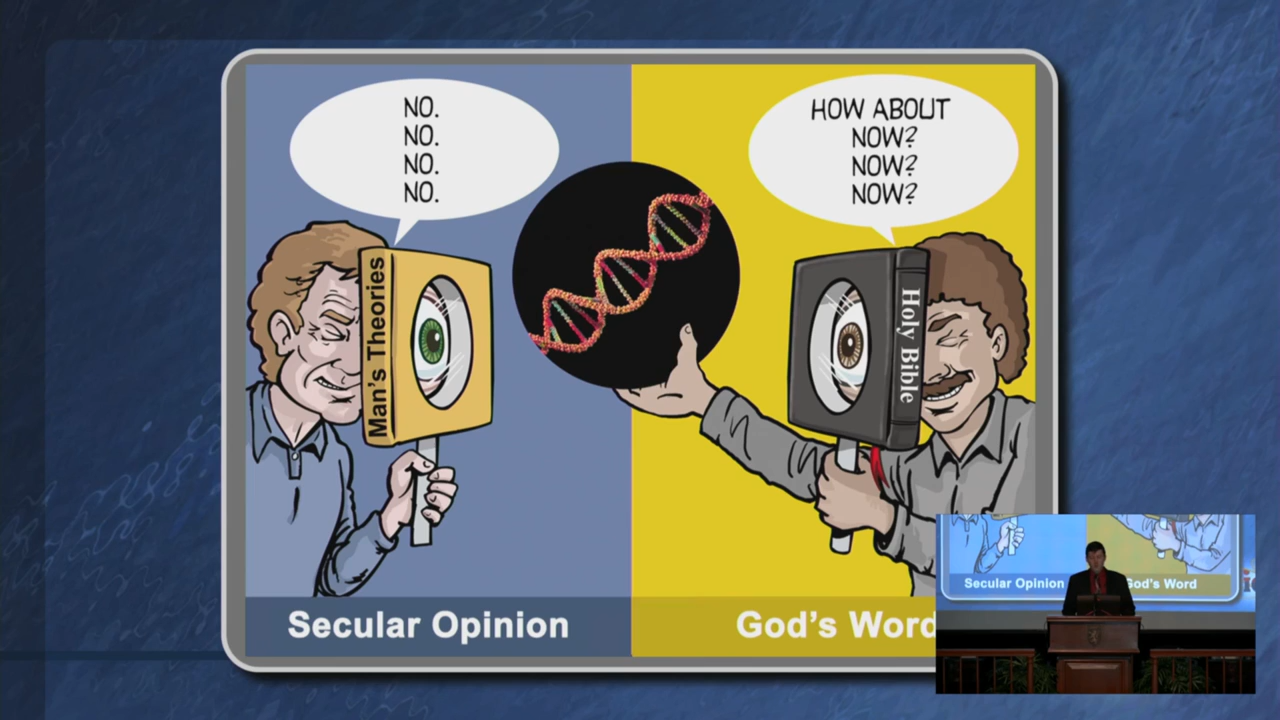 NO.
NO.
NO.
NO.
HOW ABOUT
NOW?
NOW?
NOW?
Man's Theories
Holy Bible
Secular Opinion
God's Word
Secular Opinion
God's Word